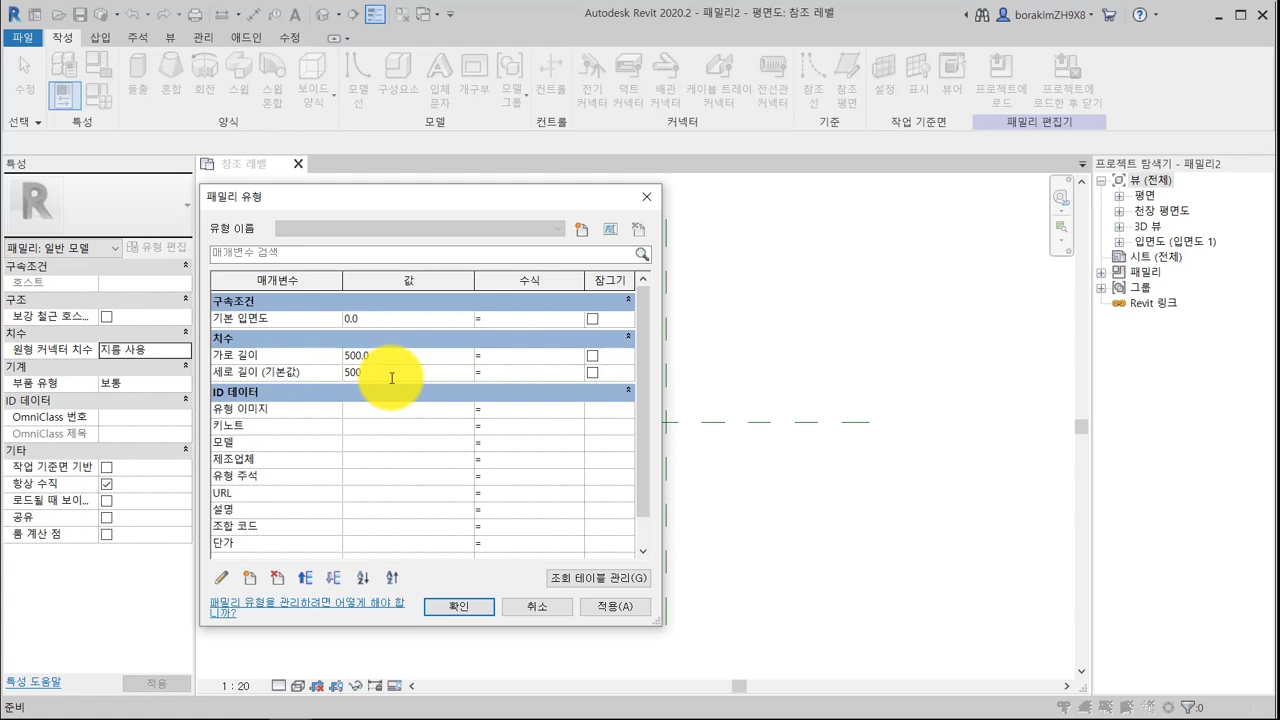 Autodesk Revit 2020.2 - 패밀리2 - 평면도: 참조 레벨
borakimZH9X8
파일 작성 삽입 주석 뷰 관리 애드인 수정
수정
돌출 혼합 회전 스윕 스윕 혼합 보이드 양식
모델 선 구성요소 모델 문자 개구부 모델 그룹
컨트롤
전기 커넥터 덕트 커넥터 배관 커넥터 케이블 트레이 커넥터 전선관 커넥터
참조 선 참조 평면
설정 표시 뷰어
프로젝트에 로드 프로젝트에 로드한 후 닫기
선택 특성 양식 모델 컨트롤 커넥터 기준 작업 기준면 패밀리 편집기
특성
패밀리: 일반 모델 유형 편집
구속조건
호스트
구조
보강 철근 호스...
치수
원형 커넥터 치수 지름 사용
기계
부품 유형 보통
ID 데이터
OmniClass 번호
OmniClass 제목
기타
작업 기준면 기반
항상 수직
로드될 때 보이...
공유
룸 계산 점
특성 도움말 적용
참조 레벨
패밀리 유형
유형 이름
매개변수 검색
매개변수 값 수식 잠그기
구속조건
기본 입면도 0.0 =
치수
가로 길이 500.0 =
세로 길이 (기본값) 500 =
ID 데이터
유형 이미지 =
키노트 =
모델 =
제조업체 =
유형 주석 =
URL =
설명 =
조합 코드 =
단가 =
조회 테이블 관리(G)
패밀리 유형을 관리하려면 어떻게 해야 합
니까?
확인 취소 적용(A)
프로젝트 탐색기 - 패밀리2
뷰 (전체)
평면
천장 평면도
3D 뷰
입면도 (입면도 1)
시트 (전체)
패밀리
그룹
Revit 링크
1 : 20
준비
:0